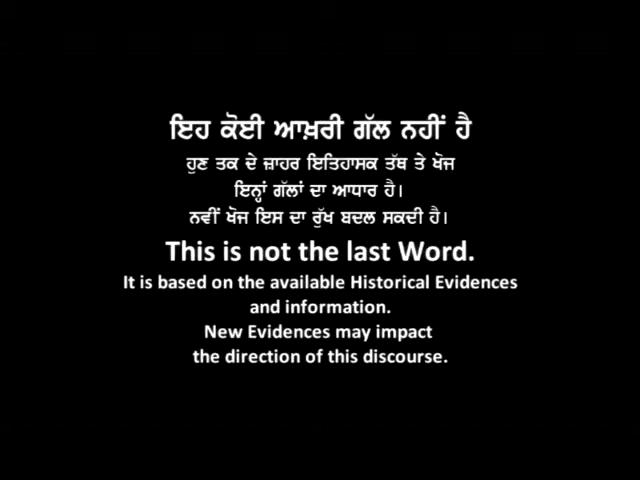 ਇਹ ਕੋਈ ਆਖ਼ਰੀ ਗੱਲ ਨਹੀਂ ਹੈ
ਹੁਣ ਤਕ ਦੇ ਜ਼ਾਹਰ ਇਤਿਹਾਸਕ ਤੱਥ ਤੇ ਖੋਜ
ਇਨ੍ਹਾਂ ਗੱਲਾਂ ਦਾ ਆਧਾਰ ਹੈ।
ਨਵੀਂ ਖੋਜ ਇਸ ਦਾ ਰੁੱਖ ਬਦਲ ਸਕਦੀ ਹੈ।
This is not the last Word.
It is based on the available Historical Evidences
and information.
New Evidences may impact
the direction of this discourse.